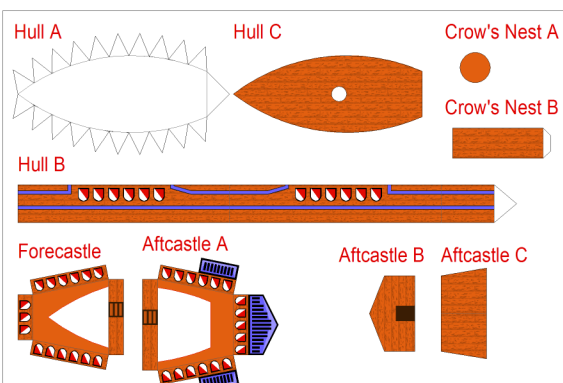 Hull A
Hull C
Crow's Nest A
Crow's Nest B
Hull B
Forecastle
Aftcastle A
Aftcastle B
Aftcastle C